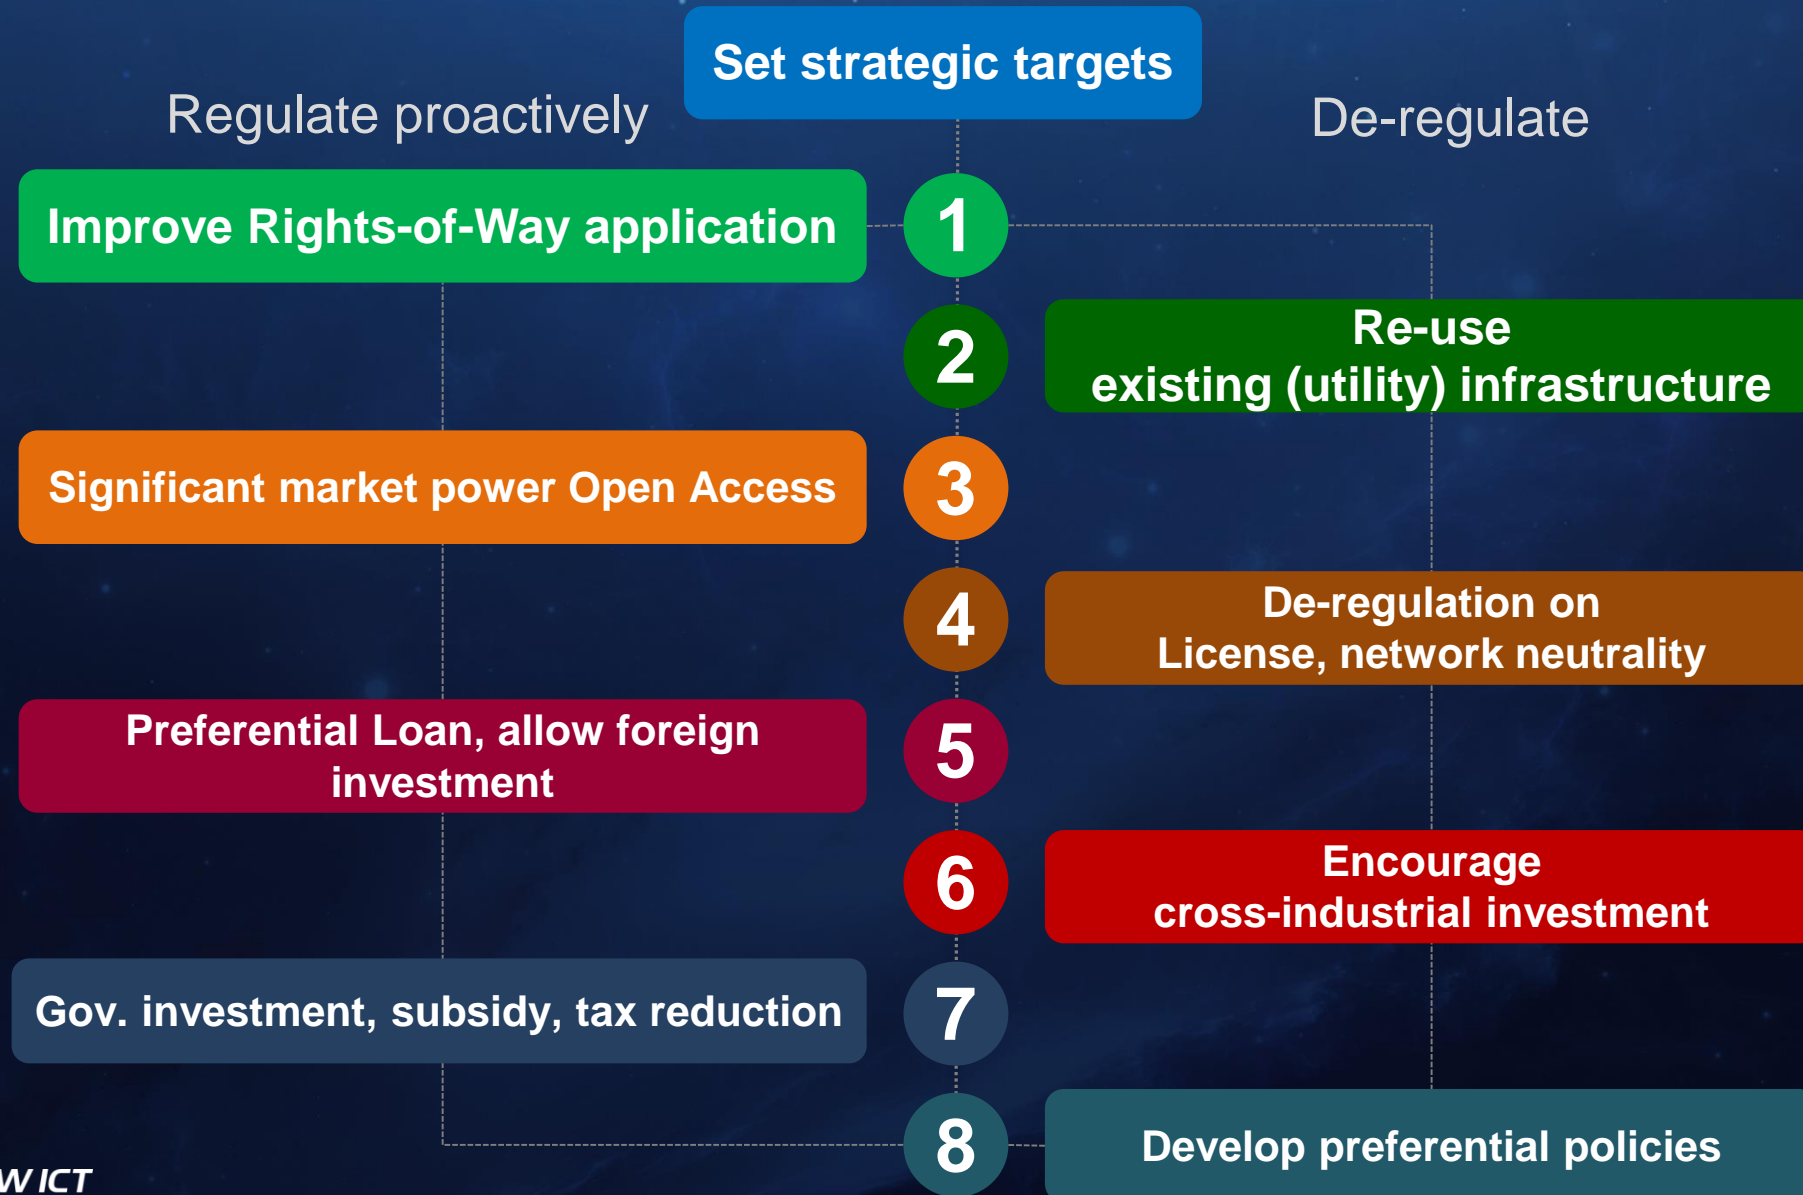 Set strategic targets
Regulate proactively
De-regulate
Improve Rights-of-Way application
1
2
Re-use
existing (utility) infrastructure
Significant market power Open Access
3
4
De-regulation on
License, network neutrality
Preferential Loan, allow foreign
investment
5
6
Encourage
cross-industrial investment
Gov. investment, subsidy, tax reduction
7
8
Develop preferential policies
W ICT